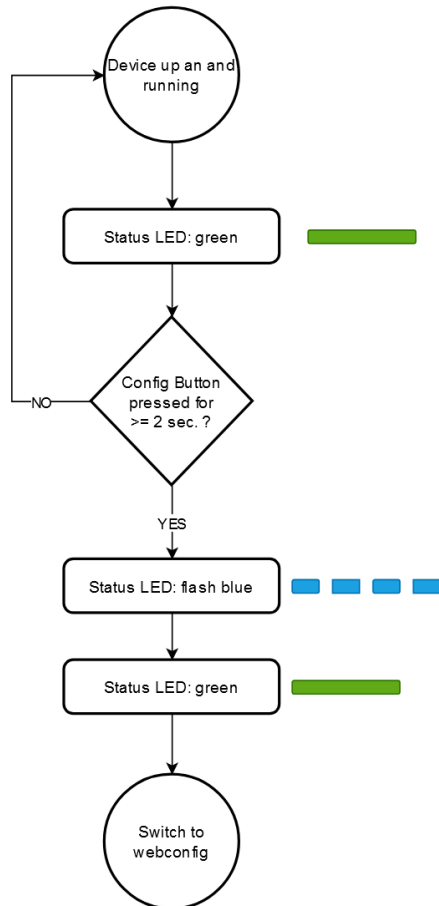 Device up an and
running
Status LED: green
Config Button
pressed for
>= 2 sec. ?
NO
YES
Status LED: flash blue
Status LED: green
Switch to
webconfig